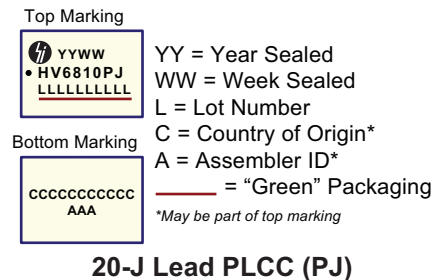 Top Marking
YYWW
HV6810PJ
LLLLLLLLLL
Bottom Marking
CCCCCCCCCCC
AAA
YY = Year Sealed
WW = Week Sealed
L = Lot Number
C = Country of Origin*
A = Assembler ID*
= “Green” Packaging
*May be part of top marking
20-J Lead PLCC (PJ)